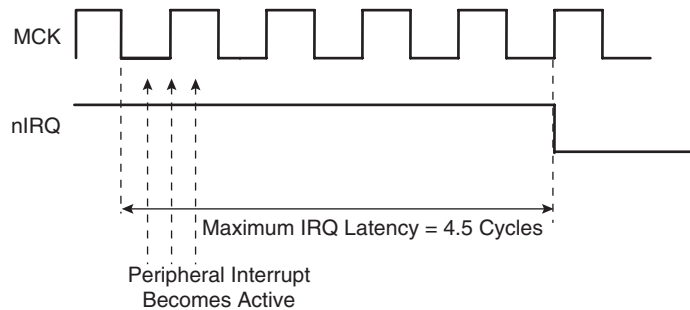 MCK
nIRQ
Maximum IRQ Latency = 4.5 Cycles
Peripheral Interrupt
Becomes Active